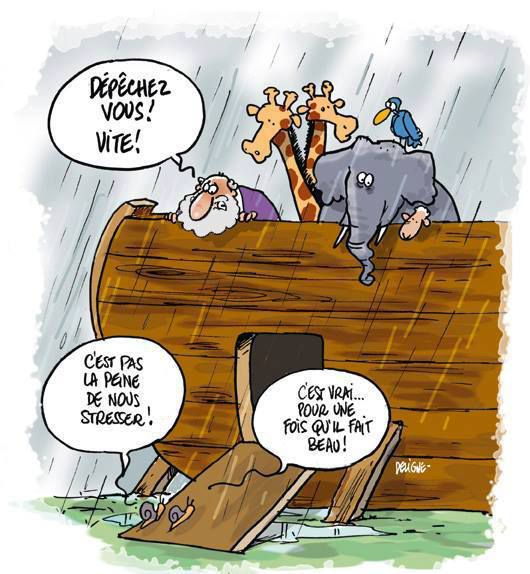 DÉPÊCHEZ
VOUS!
VITE!
C'EST PAS
LA PEINE
DE NOUS
STRESSER!
C'EST VRAI...
POUR UNE
FOIS QU'IL FAIT
BEAU!
DELIGNE-